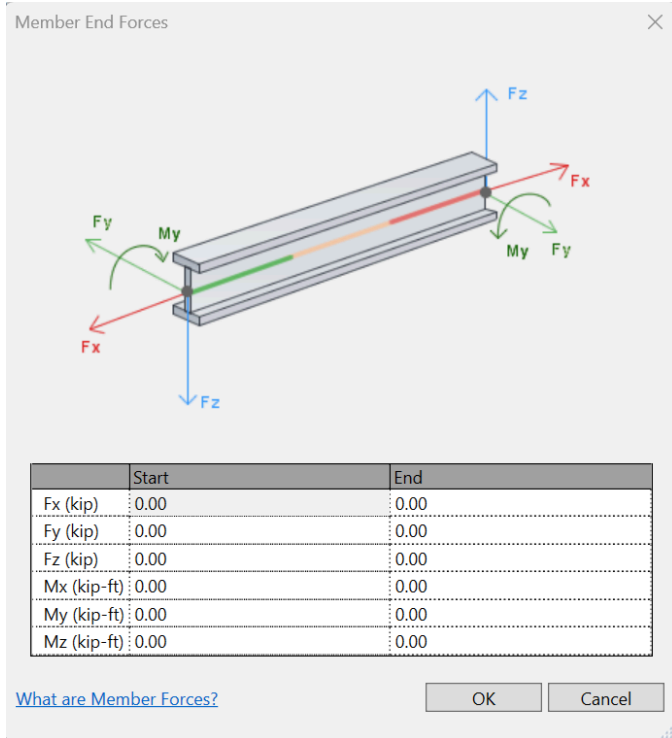 Member End Forces
Fz
Fx
Fy
My
My Fy
Fx
Fz
Start End
Fx (kip) 0.00 0.00
Fy (kip) 0.00 0.00
Fz (kip) 0.00 0.00
Mx (kip-ft) 0.00 0.00
My (kip-ft) 0.00 0.00
Mz (kip-ft) 0.00 0.00
What are Member Forces? OK Cancel